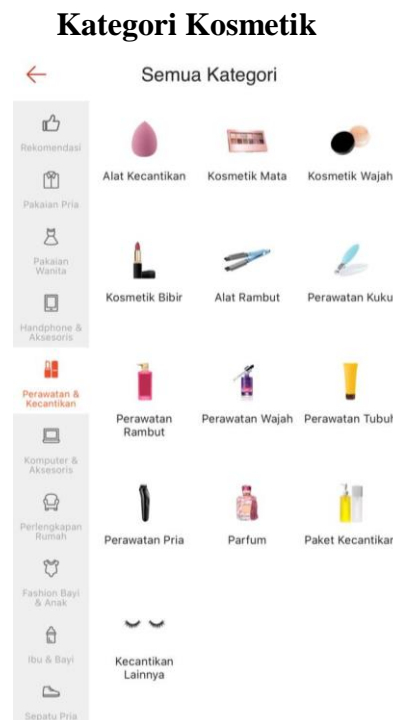 Kategori Kosmetik
Semua Kategori
Rekomendasi
Pakaian Pria
Pakaian
Wanita
Handphone &
Aksesoris
Perawatan &
Kecantikan
Komputer &
Aksesoris
Perlengkapan
Rumah
Fashion Bayi
& Anak
Ibu & Bayi
Sepatu Pria
Alat Kecantikan
Kosmetik Mata
Kosmetik Wajah
Kosmetik Bibir
Alat Rambut
Perawatan Kuku
Perawatan
Rambut
Perawatan Wajah
Perawatan Tubuh
Perawatan Pria
Parfum
Paket Kecantikan
Kecantikan
Lainnya